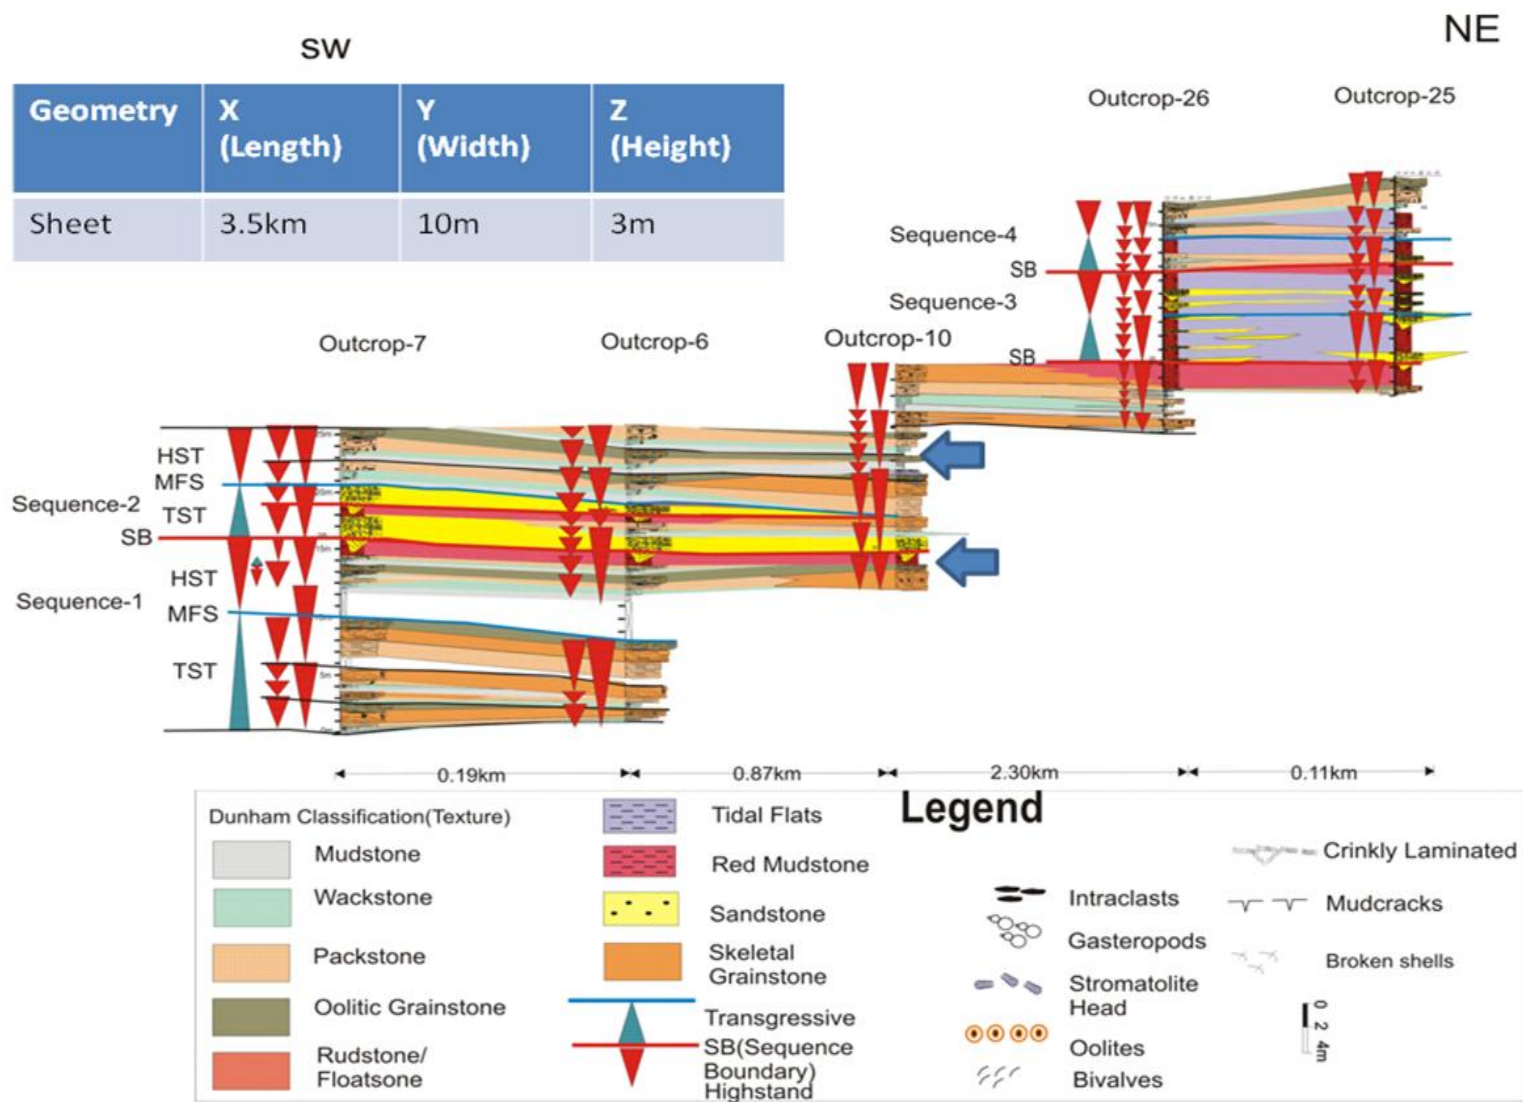 SW
NE
Geometry X (Length) Y (Width) Z (Height)
Sheet 3.5km 10m 3m
Outcrop-26
Outcrop-25
Sequence-4
SB
Sequence-3
SB
Outcrop-7
Outcrop-6
Outcrop-10
HST
MFS
Sequence-2
TST
SB
HST
Sequence-1
MFS
TST
20m
15m
5m
0.19km 0.87km 2.30km 0.11km
Legend
Dunham Classification(Texture)
Mudstone
Wackstone
Packstone
Oolitic Grainstone
Rudstone/
Floatsone
Tidal Flats
Red Mudstone
Sandstone
Skeletal
Grainstone
Transgressive
SB(Sequence
Boundary)
Highstand
Intraclasts
Gasteropods
Stromatolite
Head
Oolites
Bivalves
Crinkly Laminated
Mudcracks
Broken shells
0
2
4m